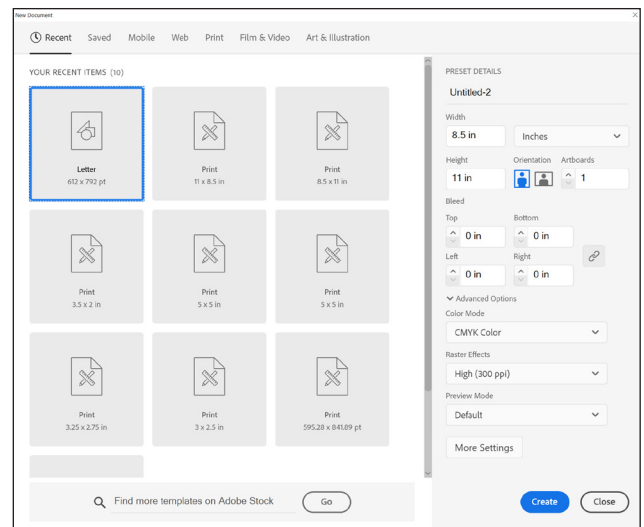 New Document
Recent Saved Mobile Web Print Film & Video Art & Illustration
YOUR RECENT ITEMS (10)
Letter
612 x 792 pt
Print
11 x 8.5 in
Print
8.5 x 11 in
Print
3.5 x 2 in
Print
5 x 5 in
Print
5 x 5 in
Print
3.25 x 2.75 in
Print
3 x 2.5 in
Print
595.28 x 841.89 pt
Find more templates on Adobe Stock
Go
PRESET DETAILS
Untitled-2
Width
8.5 in Inches
Height Orientation Artboards
11 in 1
Bleed
Top Bottom
0 in 0 in
Left Right
0 in 0 in
Advanced Options
Color Mode
CMYK Color
Raster Effects
High (300 ppi)
Preview Mode
Default
More Settings
Create Close